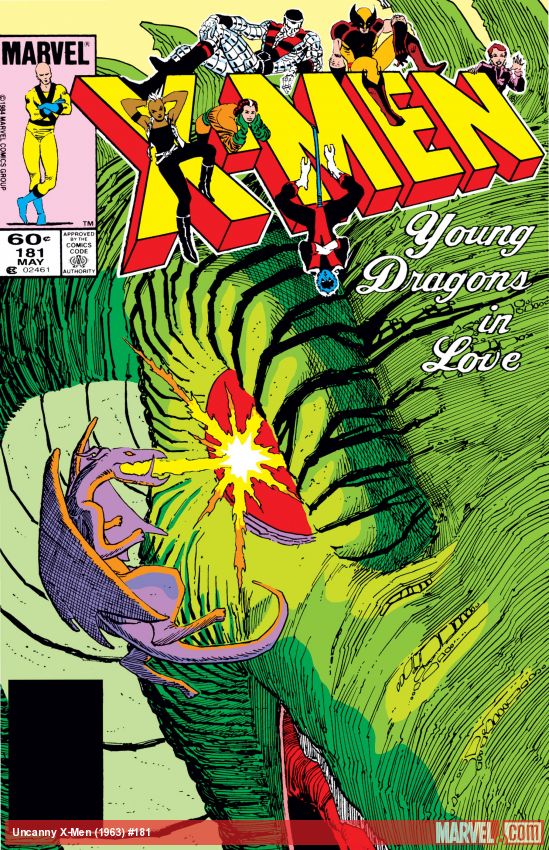 MARVEL®
©1984 MARVEL COMICS GROUP
X-MEN
TM
60¢
181
MAY
02461
APPROVED
BY THE
COMICS
CODE
AUTHORITY
Young
Dragons
in
Love
Uncanny X-Men (1963) #181
MARVEL.com